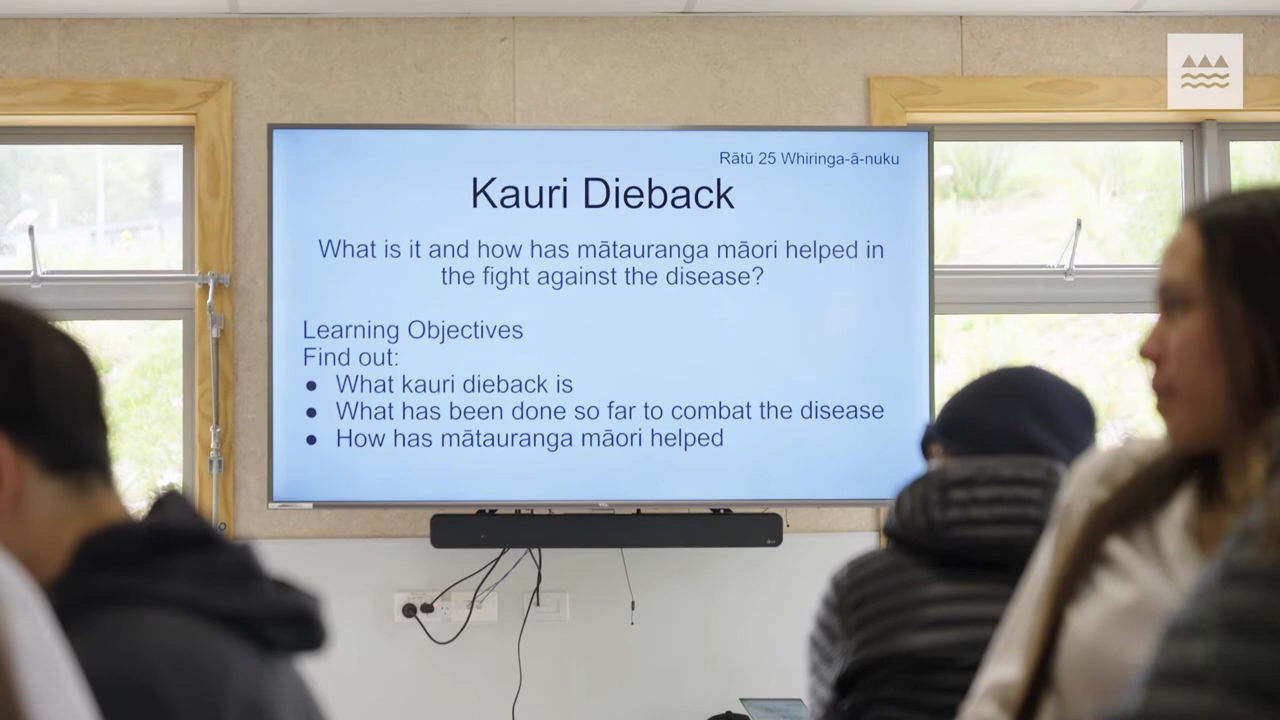 Rātū 25 Whiringa-ā-nuku
Kauri Dieback
What is it and how has mātauranga māori helped in
the fight against the disease?
Learning Objectives
Find out:
● What kauri dieback is
● What has been done so far to combat the disease
● How has mātauranga māori helped